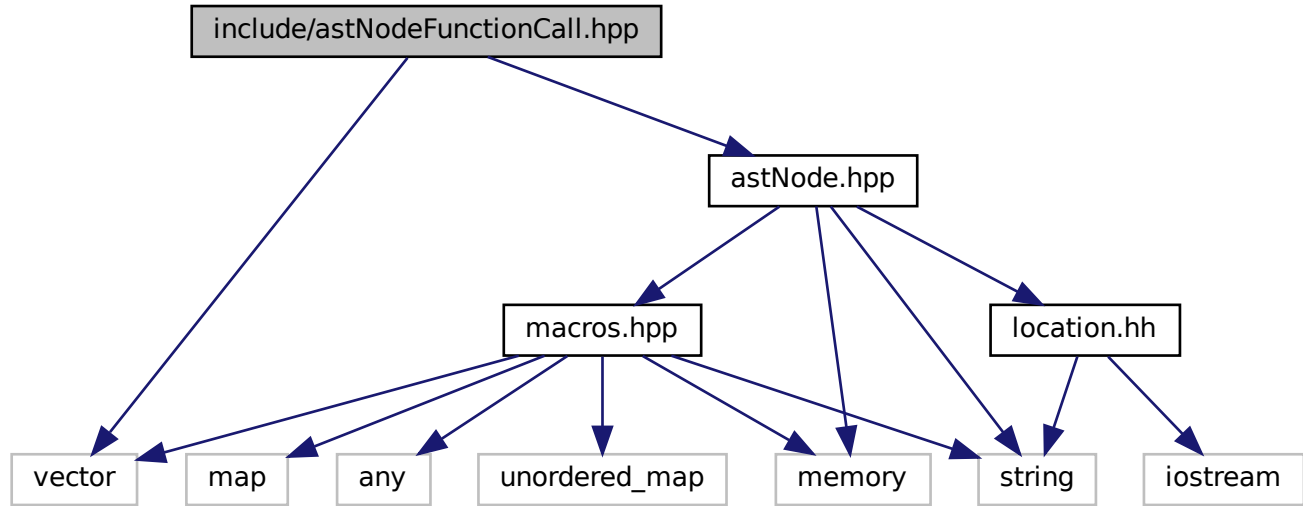 include/astNodeFunctionCall.hpp
astNode.hpp
macros.hpp
location.hh
vector
map
any
unordered_map
memory
string
iostream